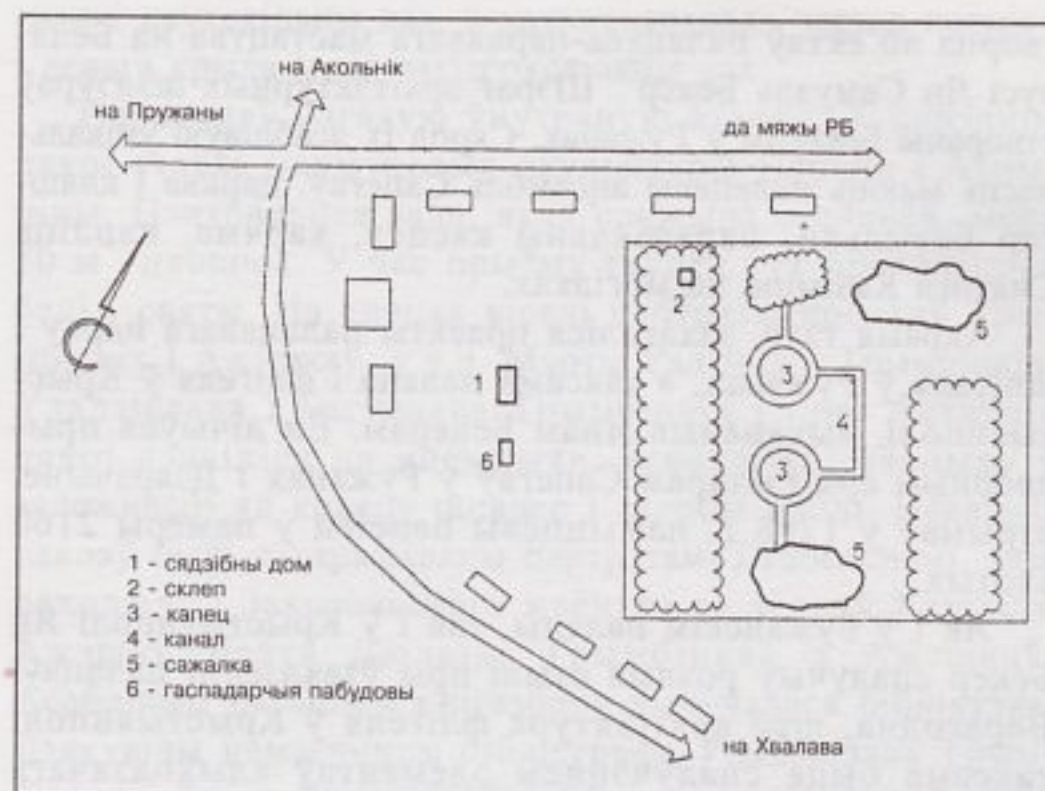 на Акольнік
на Пружаны
да мяжы РБ
2
5
3
1
4
6
3
5
1 - сядзібны дом
2 - склеп
3 - капец
4 - канал
5 - сажалка
6 - гаспадарчыя пабудовы
на Хвалава